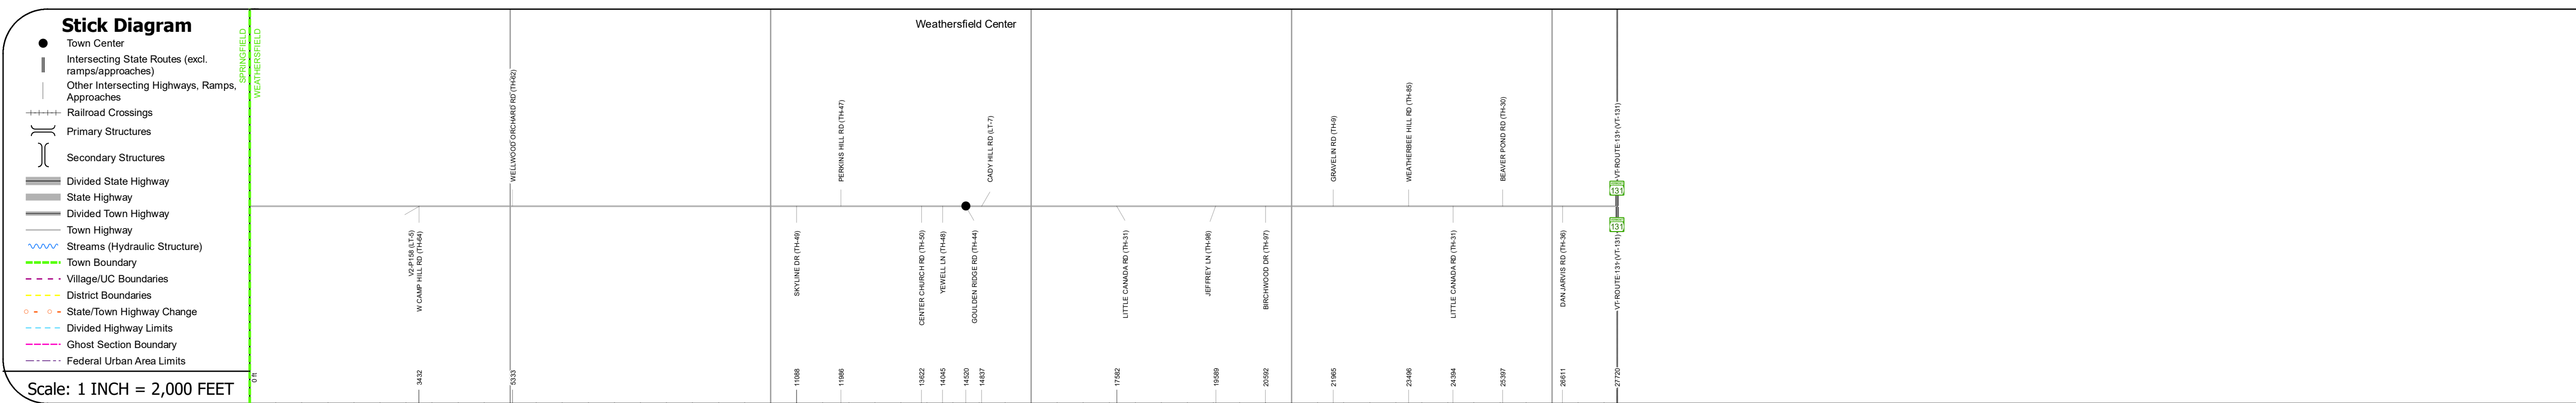 Stick Diagram
Town Center
Intersecting State Routes (excl.
ramps/approaches)
Other Intersecting Highways, Ramps,
Approaches
Railroad Crossings
Primary Structures
Secondary Structures
Divided State Highway
State Highway
Divided Town Highway
Town Highway
Streams (Hydraulic Structure)
Town Boundary
Village/UC Boundaries
District Boundaries
State/Town Highway Change
Divided Highway Limits
Ghost Section Boundary
Federal Urban Area Limits
Scale: 1 INCH = 2,000 FEET
SPRINGFIELD
WEATHERSFIELD
Weathersfield Center
WELLWOOD ORCHARD RD (TH-62)
PERKINS HILL RD (TH-47)
CADY HILL RD (LT-7)
GRAVELIN RD (TH-9)
WEATHERBEE HILL RD (TH-85)
BEAVER POND RD (TH-30)
VT ROUTE 131 (VT-131)
131
131
V2-P158 (LT-5)
W CAMP HILL RD (TH-64)
SKYLINE DR (TH-49)
CENTER CHURCH RD (TH-50)
YEWELL LN (TH-48)
GOULDEN RIDGE RD (TH-44)
LITTLE CANADA RD (TH-31)
JEFFREY LN (TH-98)
BIRCHWOOD DR (TH-97)
LITTLE CANADA RD (TH-31)
DAN JARVIS RD (TH-36)
VT ROUTE 131 (VT-131)
0 ft
3432
5333
11088
11986
13622
14045
14520
14837
17582
19589
20592
21965
23496
24394
25397
26611
27720